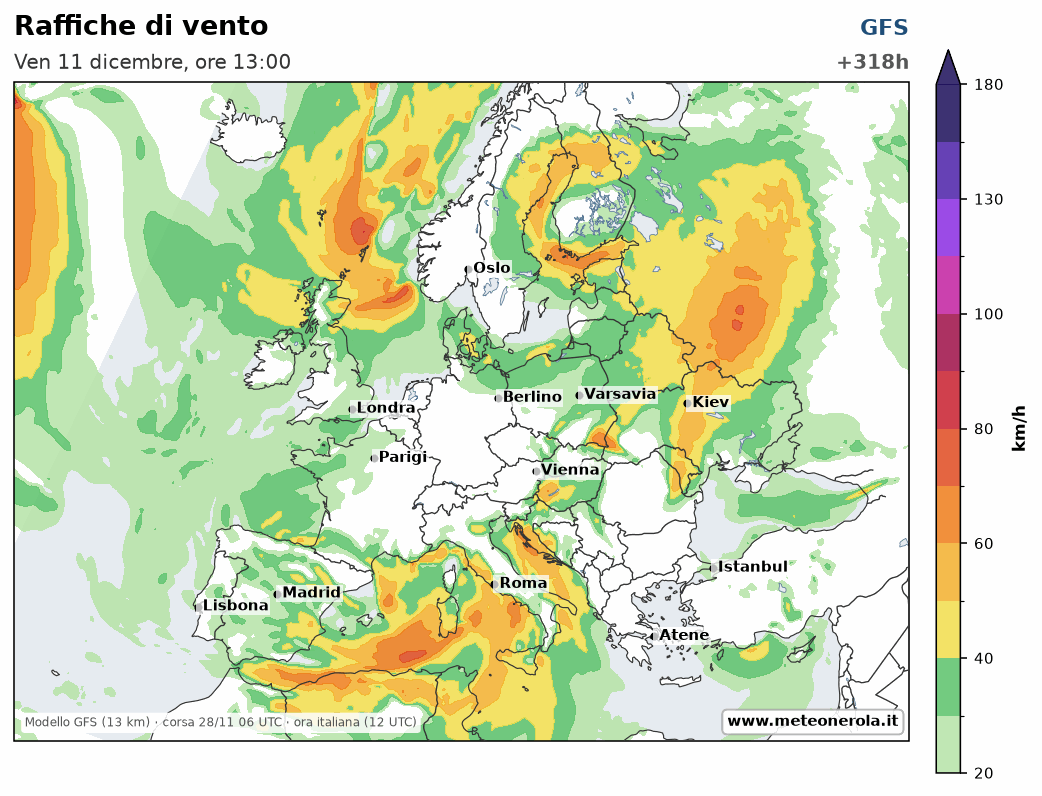 Raffiche di vento
GFS
Ven 11 dicembre, ore 13:00
+318h
180
130
100
80
60
40
20
km/h
Oslo
Berlino
Varsavia
Kiev
Londra
Parigi
Vienna
Istanbul
Roma
Madrid
Lisbona
Atene
Modello GFS (13 km) · corsa 28/11 06 UTC · ora italiana (12 UTC)
www.meteonerola.it